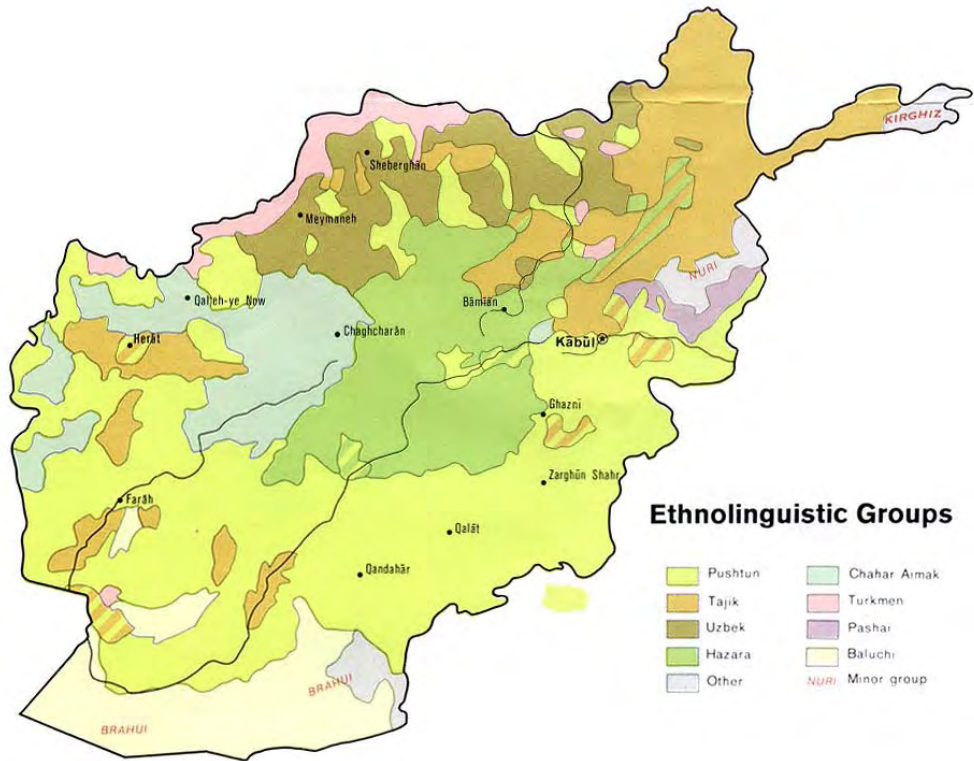 KIRGHIZ
Sheberghān
Meymaneh
NURI
Qal'eh-ye Now
Bāmīān
Herāt
Chaghcharān
Kābul
Ghaznī
Zarghūn Shahr
Farāh
Qalāt
Qandahār
BRAHUI
BRAHUI
Ethnolinguistic Groups
Pushtun
Tajik
Uzbek
Hazara
Other
Chahar Aimak
Turkmen
Pashai
Baluchi
NURI Minor group